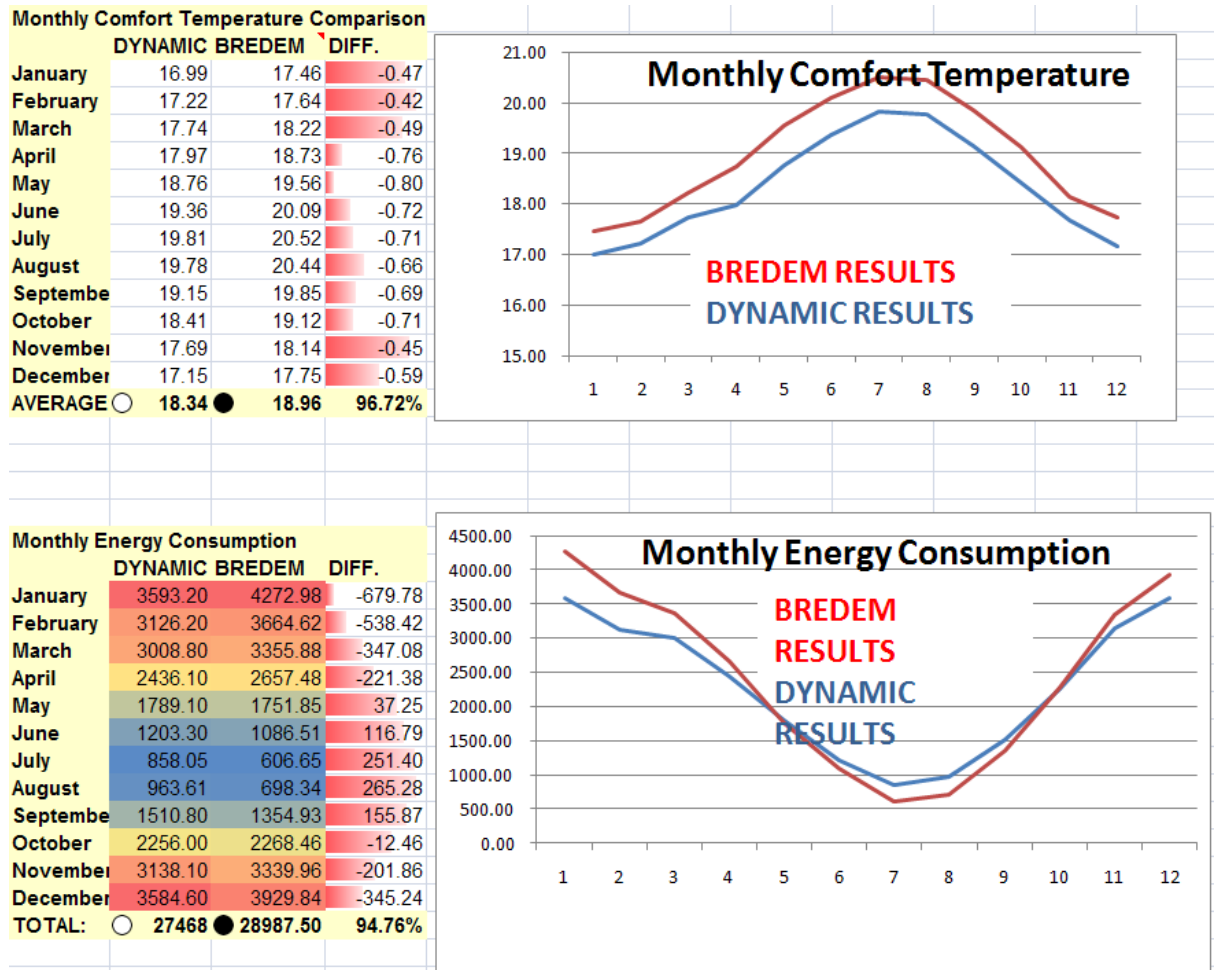 Monthly Comfort Temperature Comparison
DYNAMIC BREDEM DIFF.
January 16.99 17.46 -0.47
February 17.22 17.64 -0.42
March 17.74 18.22 -0.49
April 17.97 18.73 -0.76
May 18.76 19.56 -0.80
June 19.36 20.09 -0.72
July 19.81 20.52 -0.71
August 19.78 20.44 -0.66
Septembe 19.15 19.85 -0.69
October 18.41 19.12 -0.71
November 17.69 18.14 -0.45
December 17.15 17.75 -0.59
AVERAGE 18.34 18.96 96.72%
Monthly Comfort Temperature
21.00
20.00
19.00
18.00
17.00
16.00
15.00
BREDEM RESULTS
DYNAMIC RESULTS
1 2 3 4 5 6 7 8 9 10 11 12
Monthly Energy Consumption
DYNAMIC BREDEM DIFF.
January 3593.20 4272.98 -679.78
February 3126.20 3664.62 -538.42
March 3008.80 3355.88 -347.08
April 2436.10 2657.48 -221.38
May 1789.10 1751.85 37.25
June 1203.30 1086.51 116.79
July 858.05 606.65 251.40
August 963.61 698.34 265.28
Septembe 1510.80 1354.93 155.87
October 2256.00 2268.46 -12.46
November 3138.10 3339.96 -201.86
December 3584.60 3929.84 -345.24
TOTAL: 27468 28987.50 94.76%
Monthly Energy Consumption
4500.00
4000.00
3500.00
3000.00
2500.00
2000.00
1500.00
1000.00
500.00
0.00
BREDEM
RESULTS
DYNAMIC
RESULTS
1 2 3 4 5 6 7 8 9 10 11 12